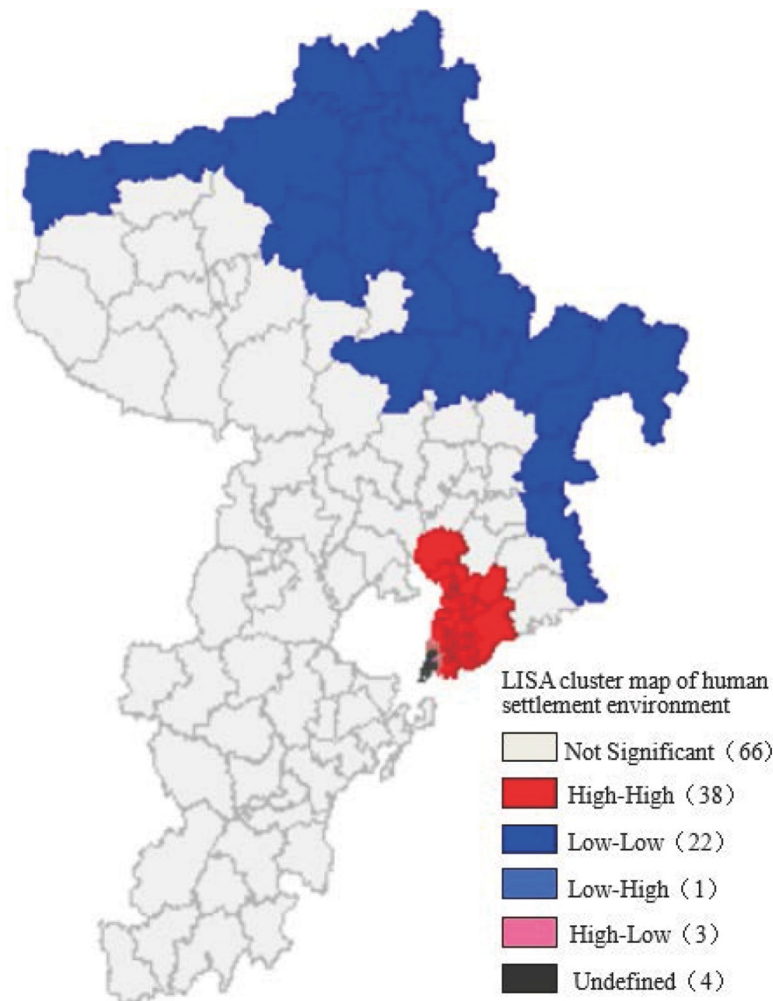 LISA cluster map of human
settlement environment
Not Significant（66）
High-High（38）
Low-Low（22）
Low-High（1）
High-Low（3）
Undefined（4）